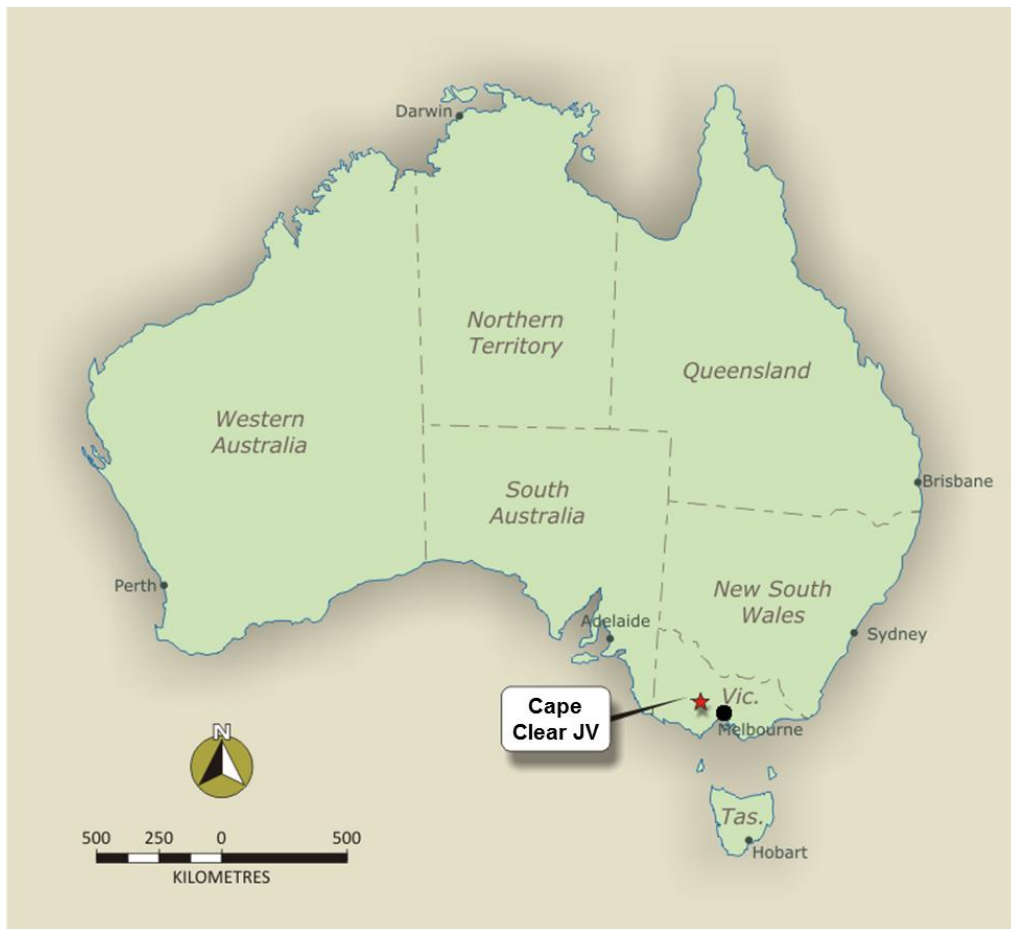 Darwin
Northern
Territory
Queensland
Western
Australia
South
Australia
Brisbane
Perth
New South
Wales
Adelaide
Sydney
Cape
Clear JV
Vic.
Melbourne
N
Tas.
Hobart
500 250 0 500
KILOMETRES